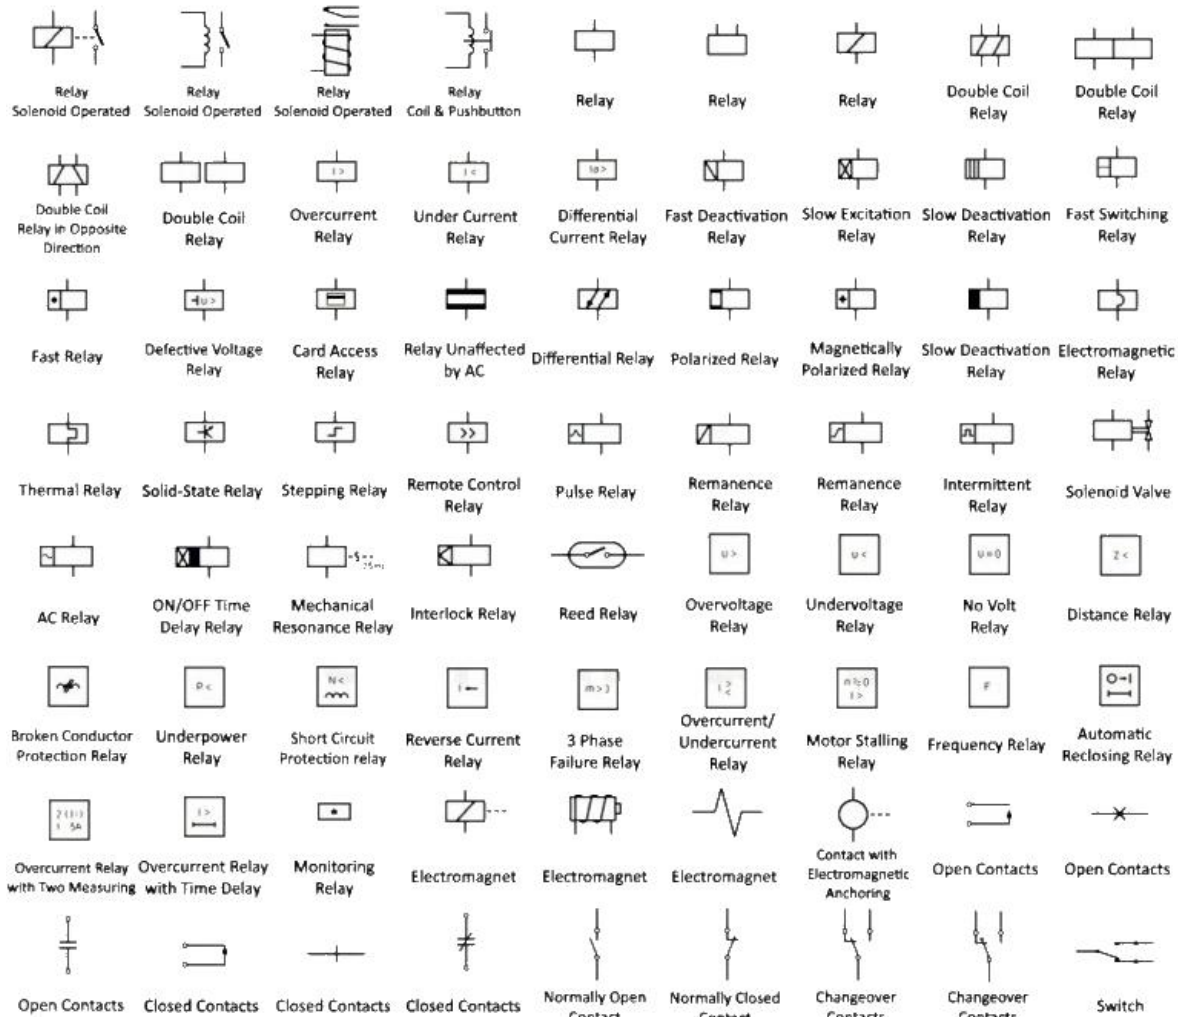 Relay
Solenoid Operated
Relay
Solenoid Operated
Relay
Solenoid Operated
Relay
Coil & Pushbutton
Relay
Relay
Relay
Double Coil
Relay
Double Coil
Relay
I >
I <
Id >
Double Coil
Relay in Opposite
Direction
Double Coil
Relay
Overcurrent
Relay
Under Current
Relay
Differential
Current Relay
Fast Deactivation
Relay
Slow Excitation
Relay
Slow Deactivation
Relay
Fast Switching
Relay
U >
+
Fast Relay
Defective Voltage
Relay
Card Access
Relay
Relay Unaffected
by AC
Differential Relay
Polarized Relay
Magnetically
Polarized Relay
Slow Deactivation
Relay
Electromagnetic
Relay
>>
Thermal Relay
Solid-State Relay
Stepping Relay
Remote Control
Relay
Pulse Relay
Remanence
Relay
Remanence
Relay
Intermittent
Relay
Solenoid Valve
~
U >
U <
U=0
Z <
AC Relay
ON/OFF Time
Delay Relay
Mechanical
Resonance Relay
Interlock Relay
Reed Relay
Overvoltage
Relay
Undervoltage
Relay
No Volt
Relay
Distance Relay
P <
N <
I ←
m > 3
I >
<
n≥0
I >
F
O→I
Broken Conductor
Protection Relay
Underpower
Relay
Short Circuit
Protection relay
Reverse Current
Relay
3 Phase
Failure Relay
Overcurrent/
Undercurrent
Relay
Motor Stalling
Relay
Frequency Relay
Automatic
Reclosing Relay
I >
Overcurrent Relay
with Two Measuring
Overcurrent Relay
with Time Delay
Monitoring
Relay
Electromagnet
Electromagnet
Electromagnet
Contact with
Electromagnetic
Anchoring
Open Contacts
Open Contacts
Open Contacts
Closed Contacts
Closed Contacts
Closed Contacts
Normally Open
Contact
Normally Closed
Contact
Changeover
Contacts
Changeover
Contacts
Switch